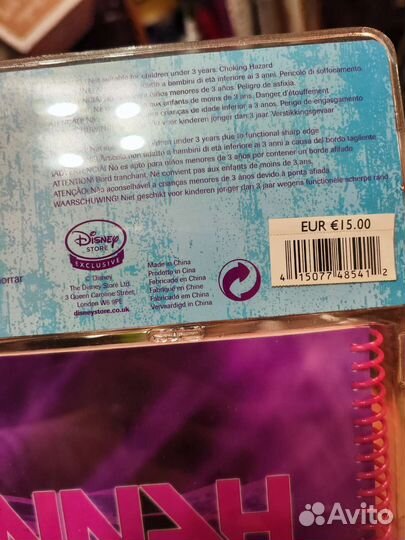 Not suitable for children under 3 years. Choking Hazard
adatto a bambini di età inferiore ai 3 anni. Pericolo di soffocamento.
niños menores de 3 años. Peligro de asfixia.
aux enfants de moins de 3 ans. Danger d'étouffement
crianças de idade inferior a 3 anos. Perigo de engasgamento
kinderen jonger dan 3 jaar. Verstikkingsgevaar
under 3 years due to functional sharp edge
adatto a bambini di età inferiore ai 3 anni a causa del bordo tagliente
No es apto para niños menores de 3 años por contener un borde afilado
ATTENTION! Bord tranchant. Ne convient pas aux enfants de moins de 3 ans.
ATENÇÃO! Não aconselhável a crianças menores de 3 anos devido à ponta afiada
WAARSCHUWING! Niet geschikt voor kinderen jonger dan 3 jaar wegens functionele scherpe rand
Disney
STORE
EXCLUSIVE
© Disney
The Disney Store Ltd.
3 Queen Caroline Street,
London W6 9PE
disneystore.co.uk
Made in China
Prodotto in Cina
Fabricado en China
Fabriqué en Chine
Fabricado em China
Vervaardigd in China
EUR €15.00
4 15077 48541 2
orrar
NNAH
Avito